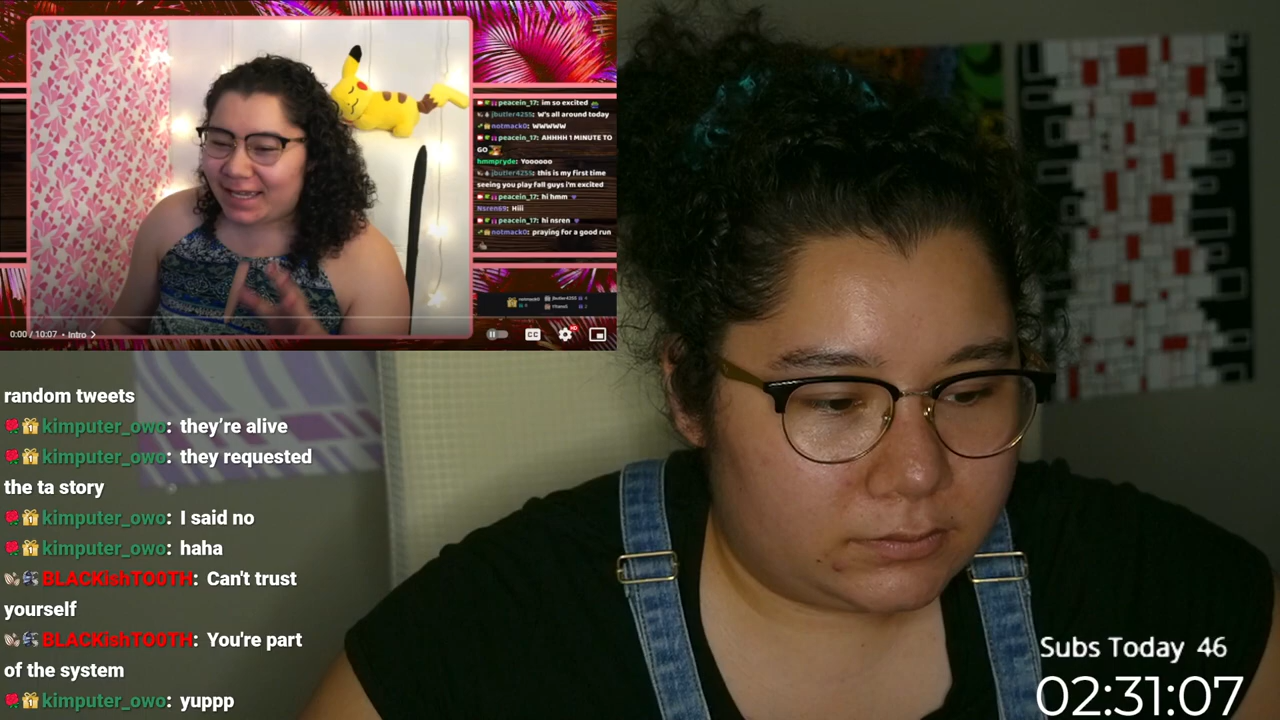 peacein_17: im so excited
jbutler4255: W's all around today
notmack0: WWWWW
peacein_17: AHHHH 1 MINUTE TO
GO
hmmpryde: Yoooooo
jbutler4255: this is my first time
seeing you play fall guys i'm excited
peacein_17: hi hmm
Nsren69: Hiii
peacein_17: hi nsren
notmack0: praying for a good run
0:00 / 10:07 • Intro
CC
random tweets
kimputer_owo: they’re alive
kimputer_owo: they requested
the ta story
kimputer_owo: I said no
kimputer_owo: haha
BLACKishTO0TH: Can't trust
yourself
BLACKishTO0TH: You're part
of the system
kimputer_owo: yuppp
Subs Today 46
02:31:07